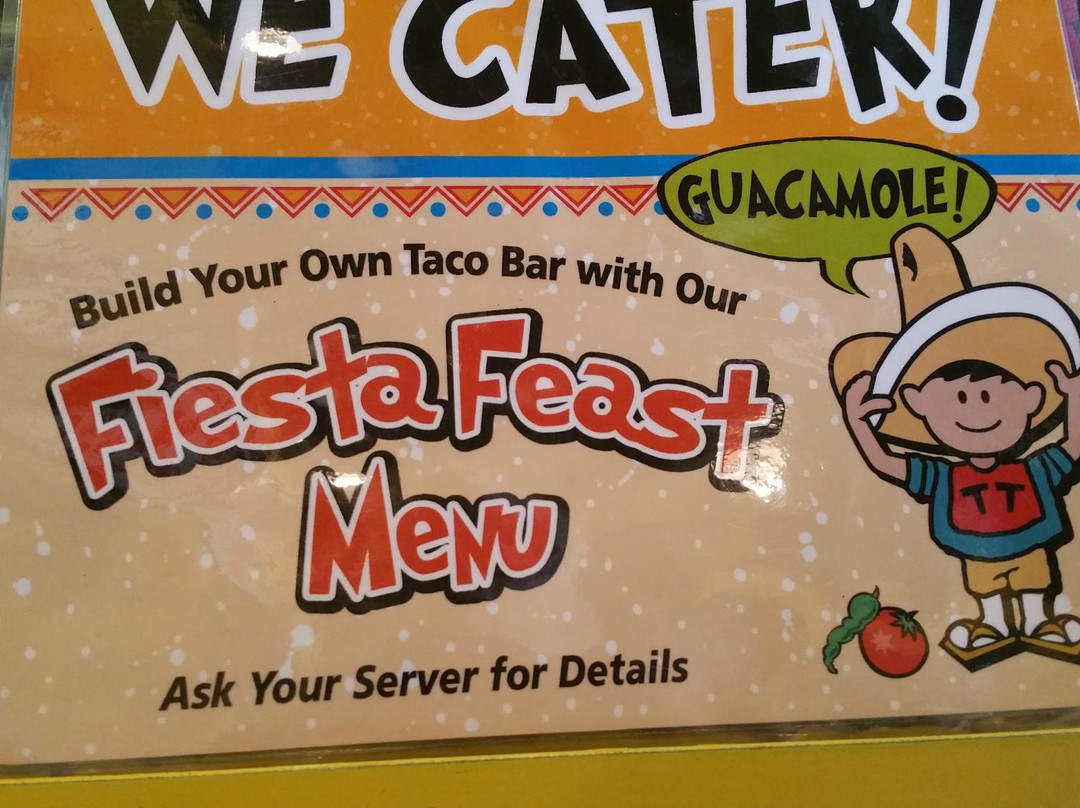 WE CATER!
GUACAMOLE!
Build Your Own Taco Bar with Our
Fiesta Feast
Menu
TT
Ask Your Server for Details